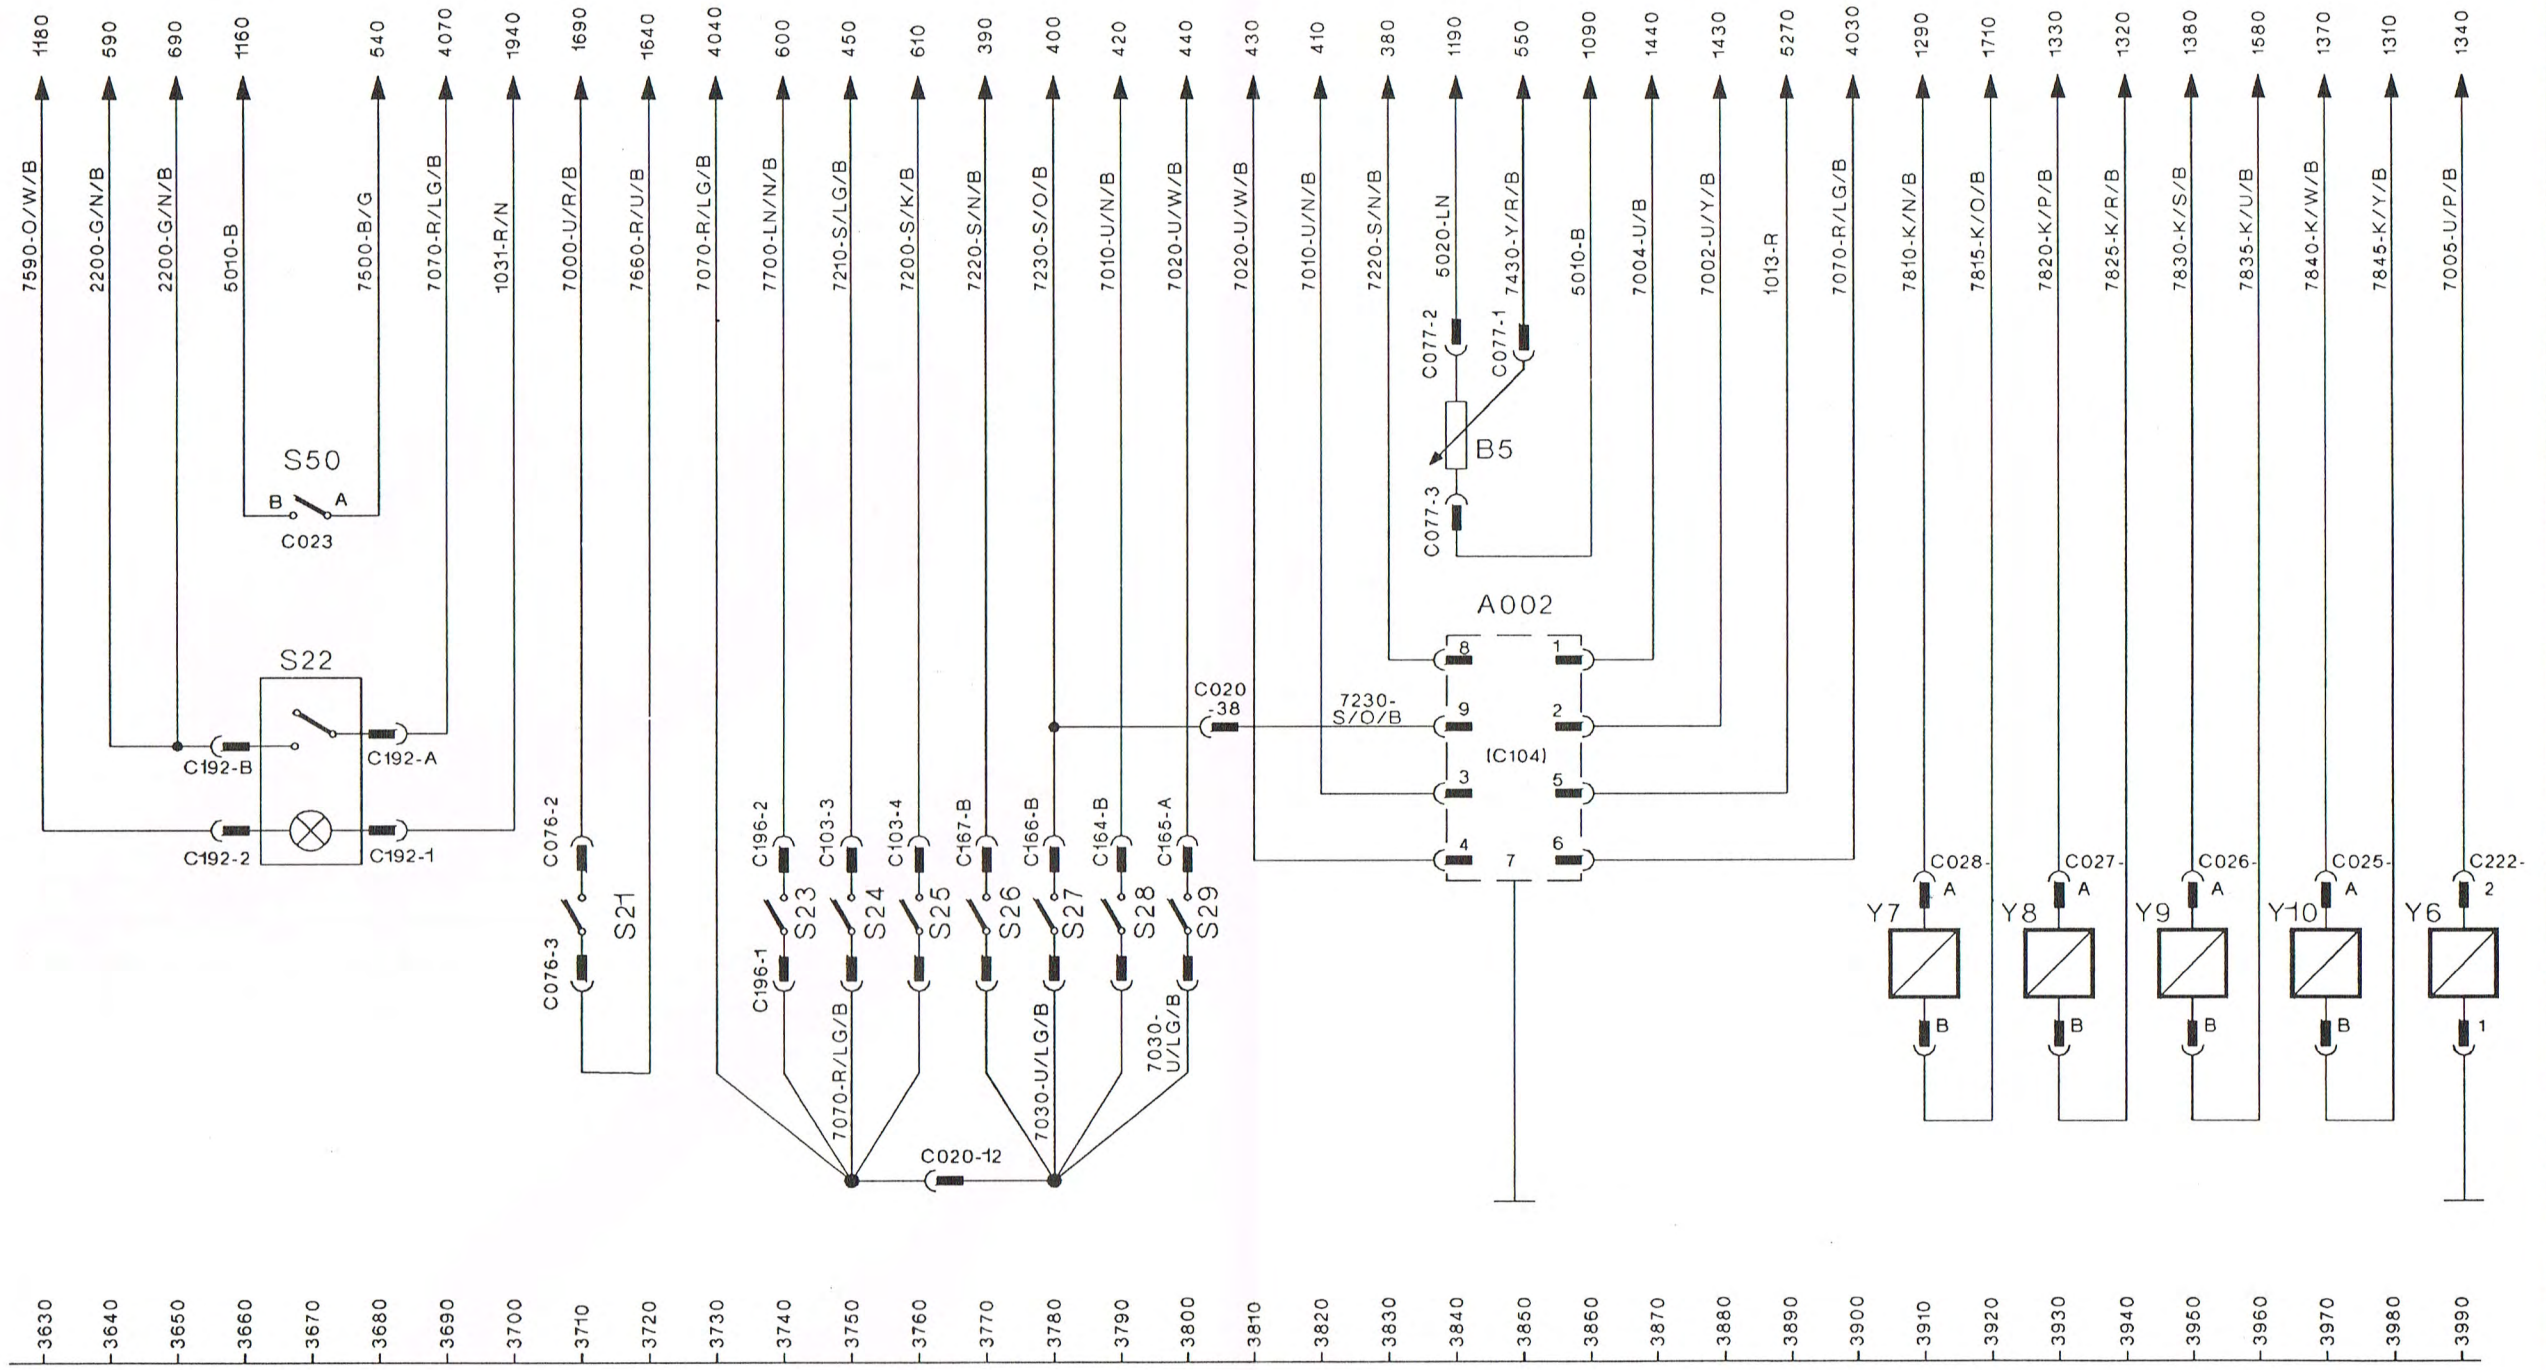 1180
590
690
1160
540
4070
1940
1690
1640
4040
600
450
610
390
400
420
440
430
410
380
1190
550
1090
1440
1430
5270
4030
1290
1710
1330
1320
1380
1580
1370
1310
1340
7590-O/W/B
2200-G/N/B
2200-G/N/B
5010-B
7500-B/G
7070-R/LG/B
1031-R/N
7000-U/R/B
7660-R/U/B
7070-R/LG/B
7700-LN/N/B
7210-S/LG/B
7200-S/K/B
7220-S/N/B
7230-S/O/B
7010-U/N/B
7020-U/W/B
7020-U/W/B
7010-U/N/B
7220-S/N/B
5020-LN
7430-Y/R/B
5010-B
7004-U/B
7002-U/Y/B
1013-R
7070-R/LG/B
7810-K/N/B
7815-K/O/B
7820-K/P/B
7825-K/R/B
7830-K/S/B
7835-K/U/B
7840-K/W/B
7845-K/Y/B
7005-U/P/B
C077-2
C077-1
B5
C077-3
S50
B
A
C023
A002
S22
C192-B
C192-A
C192-2
C192-1
8
1
C020
-38
7230-
S/O/B
9
2
(C104)
3
5
4
7
6
C076-2
S21
C076-3
C196-2
C103-3
C103-4
C167-B
C166-B
C164-B
C165-A
S23
S24
S25
S26
S27
S28
S29
C196-1
7070-R/LG/B
7030-U/LG/B
7030-
U/LG/B
C020-12
C028-
A
C027-
A
C026-
A
C025-
A
C222-
2
Y7
Y8
Y9
Y10
Y6
B
B
B
B
1
3630
3640
3650
3660
3670
3680
3690
3700
3710
3720
3730
3740
3750
3760
3770
3780
3790
3800
3810
3820
3830
3840
3850
3860
3870
3880
3890
3900
3910
3920
3930
3940
3950
3960
3970
3980
3990